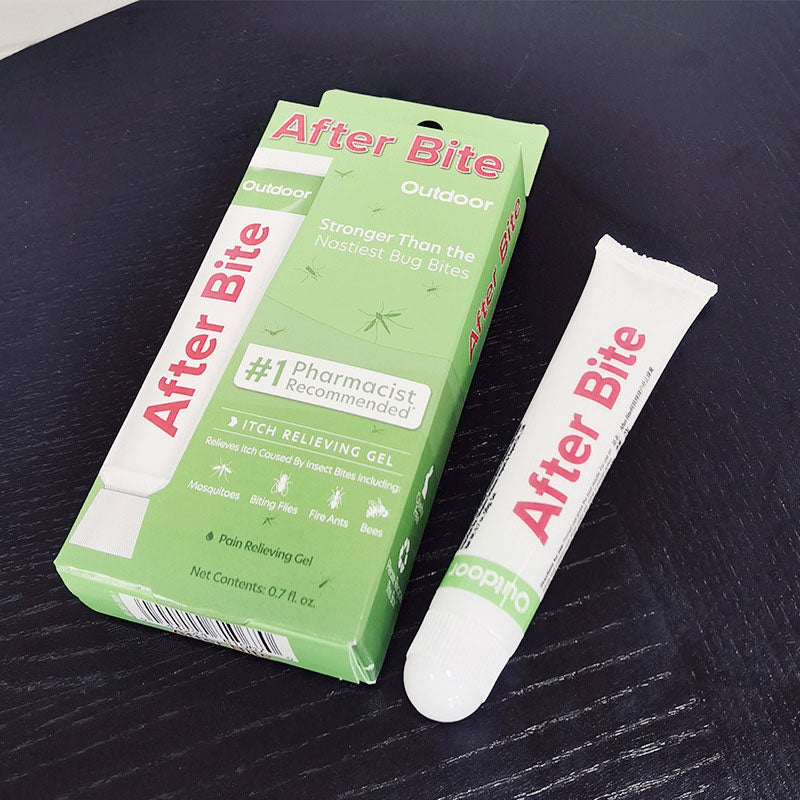 After Bite
Outdoor
Stronger Than the
Nastiest Bug Bites
Outdoor
After Bite
#1 Pharmacist
Recommended*
ITCH RELIEVING GEL
Relieves Itch Caused By Insect Bites Including:
Mosquitoes
Biting Flies
Fire Ants
Bees
Pain Relieving Gel
Net Contents: 0.7 fl. oz.
After Bite
After Bite
Outdoor